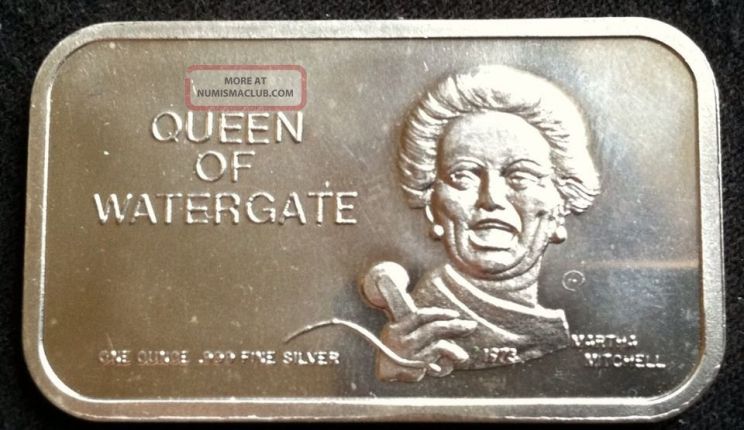 MORE AT
NUMISMACLUB.COM
QUEEN
OF
WATERGATE
ONE OUNCE .999 FINE SILVER
1973
MARTHA
MITCHELL